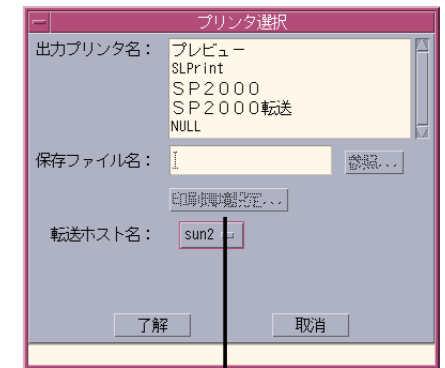 プリンタ選択
出力プリンタ名：
プレビュー
SLPrint
ＳＰ２０００
ＳＰ２０００転送
NULL
保存ファイル名：
参照...
転送ホスト名：
sun2
了解
取消